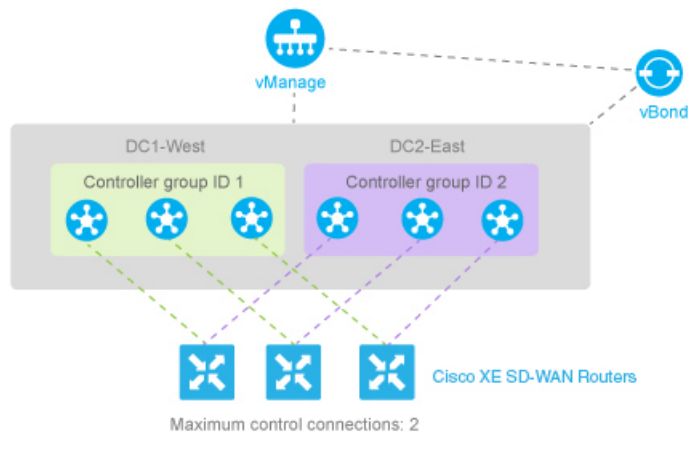 vManage
vBond
DC1-West
DC2-East
Controller group ID 1
Controller group ID 2
Cisco XE SD-WAN Routers
Maximum control connections: 2